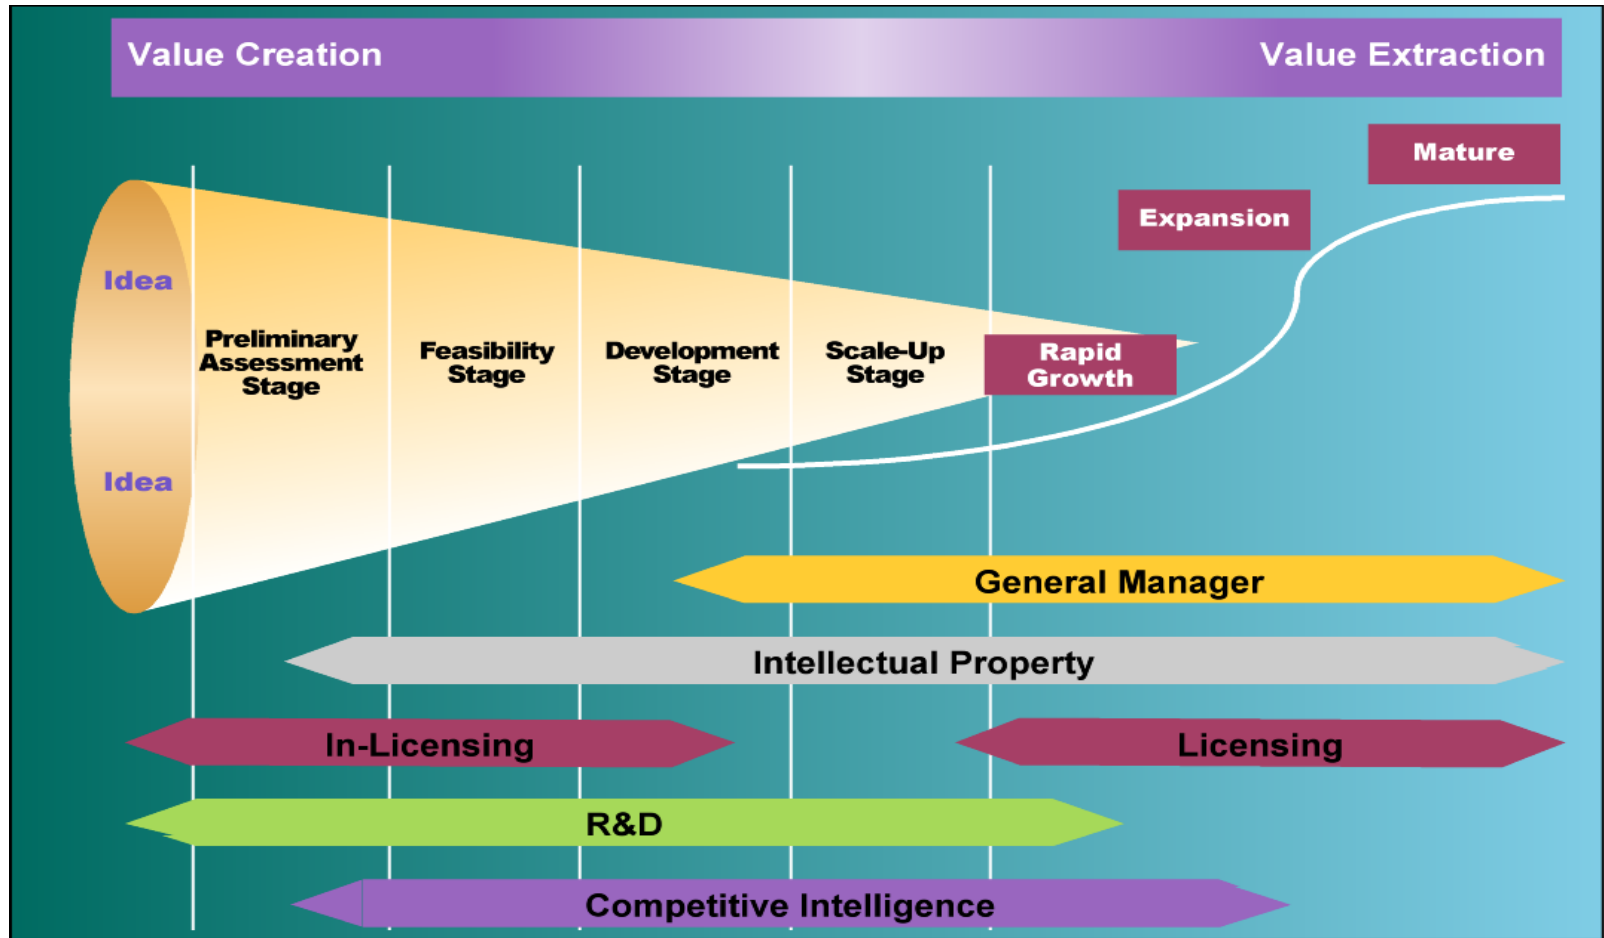 Value Creation
Value Extraction
Mature
Expansion
Idea
Preliminary
Assessment
Stage
Feasibility
Stage
Development
Stage
Scale-Up
Stage
Rapid
Growth
Idea
General Manager
Intellectual Property
In-Licensing
Licensing
R&D
Competitive Intelligence